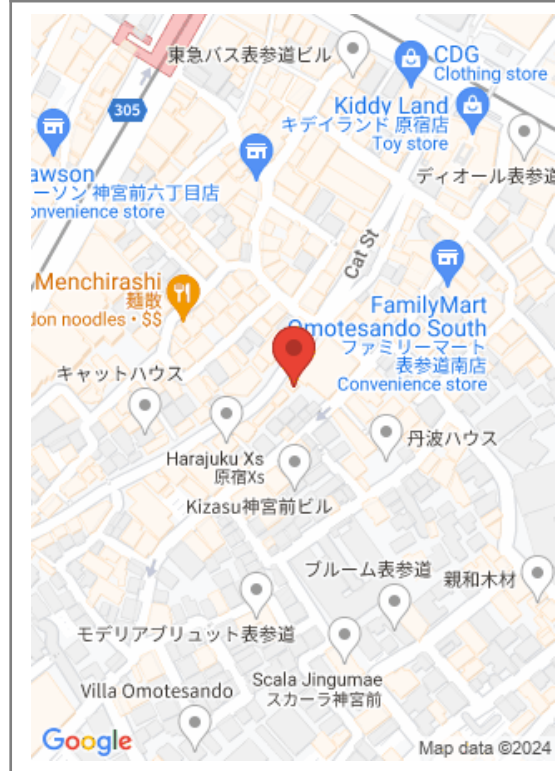 東急バス表参道ビル
CDG
Clothing store
305
Kiddy Land
キデイランド 原宿店
Toy store
awson
ーソン 神宮前六丁目店
onvenience store
ディオール表参道
Cat St
Menchirashi
麺散
don noodles・$$
FamilyMart
Omotesando South
ファミリーマート
表参道南店
Convenience store
キャットハウス
Harajuku Xs
原宿Xs
丹波ハウス
Kizasu神宮前ビル
ブルーム表参道
親和木材
モデリアブリュット表参道
Scala Jingumae
スカーラ神宮前
Villa Omotesando
Google
Map data ©2024